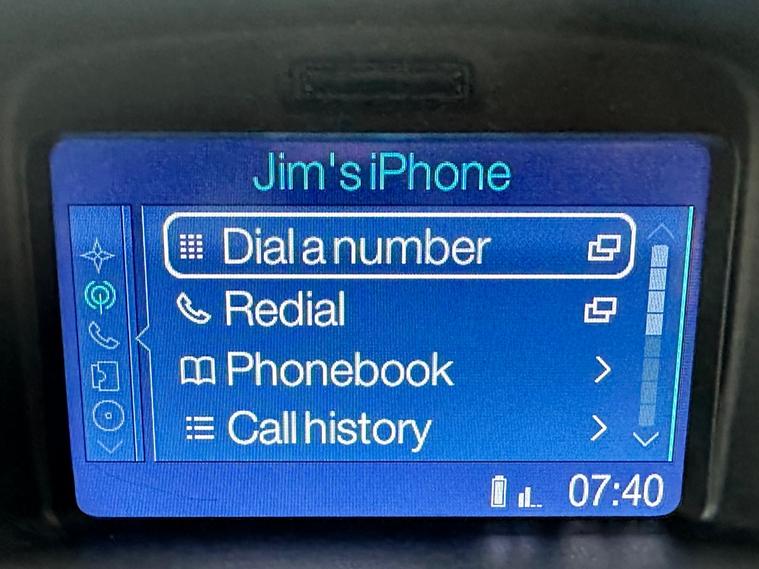 Jim's iPhone
Dial a number
Redial
Phonebook
Call history
07:40